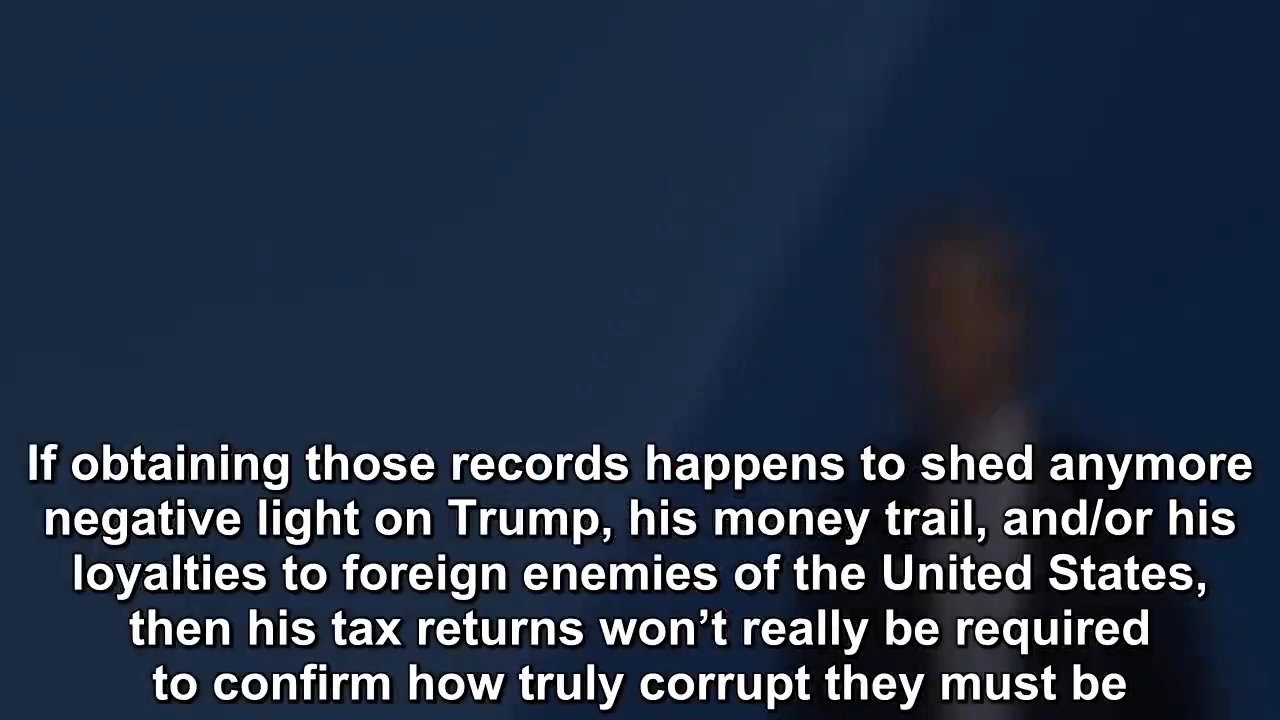 If obtaining those records happens to shed anymore
negative light on Trump, his money trail, and/or his
loyalties to foreign enemies of the United States,
then his tax returns won’t really be required
to confirm how truly corrupt they must be